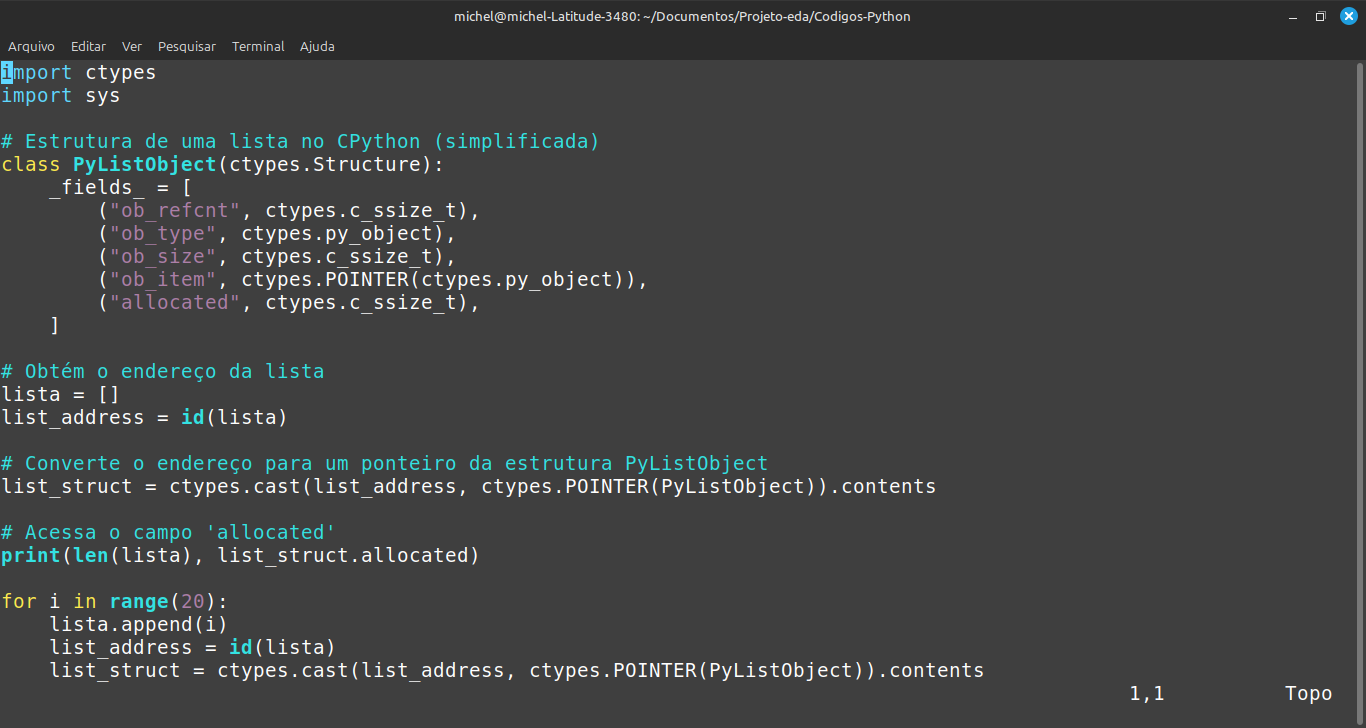 michel@michel-Latitude-3480: ~/Documentos/Projeto-eda/Codigos-Python
Arquivo Editar Ver Pesquisar Terminal Ajuda
import ctypes
import sys

# Estrutura de uma lista no CPython (simplificada)
class PyListObject(ctypes.Structure):
    _fields_ = [
        ("ob_refcnt", ctypes.c_ssize_t),
        ("ob_type", ctypes.py_object),
        ("ob_size", ctypes.c_ssize_t),
        ("ob_item", ctypes.POINTER(ctypes.py_object)),
        ("allocated", ctypes.c_ssize_t),
    ]

# Obtém o endereço da lista
lista = []
list_address = id(lista)

# Converte o endereço para um ponteiro da estrutura PyListObject
list_struct = ctypes.cast(list_address, ctypes.POINTER(PyListObject)).contents

# Acessa o campo 'allocated'
print(len(lista), list_struct.allocated)

for i in range(20):
    lista.append(i)
    list_address = id(lista)
    list_struct = ctypes.cast(list_address, ctypes.POINTER(PyListObject)).contents
1,1 Topo